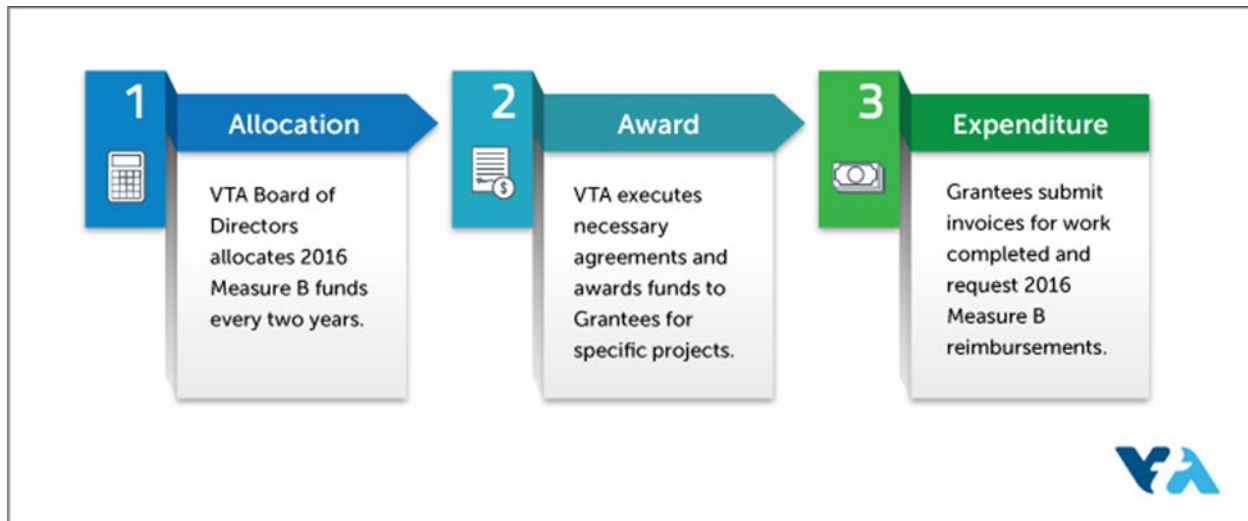 1
Allocation
VTA Board of
Directors
allocates 2016
Measure B funds
every two years.
2
Award
VTA executes
necessary
agreements and
awards funds to
Grantees for
specific projects.
3
Expenditure
Grantees submit
invoices for work
completed and
request 2016
Measure B
reimbursements.
VTA